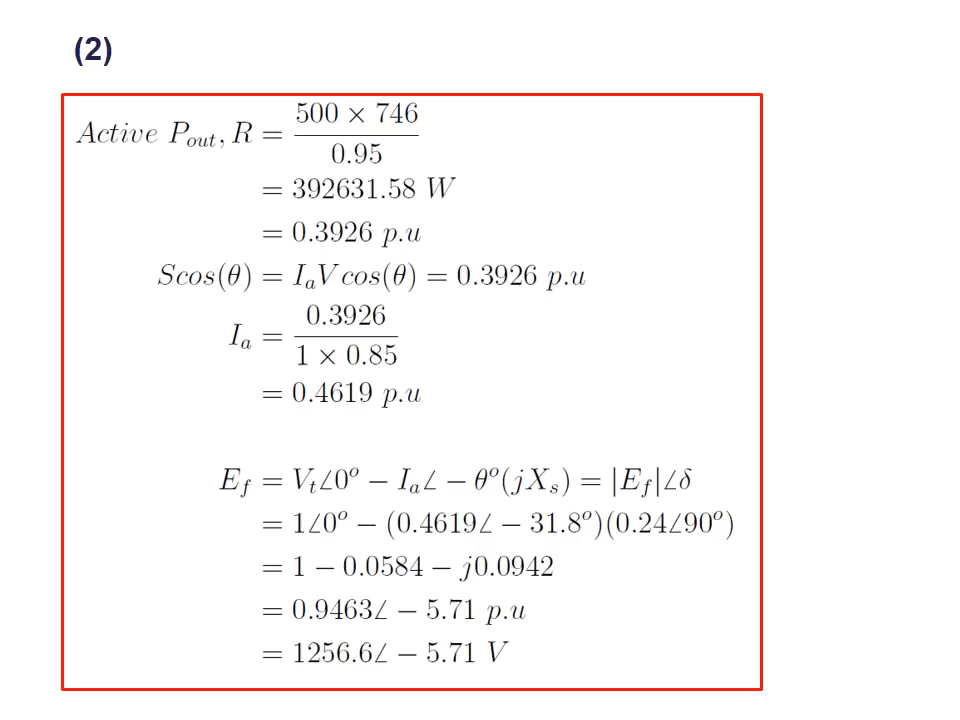 (2)
Active P_out, R = 500 × 746 / 0.95
= 392631.58 W
= 0.3926 p.u
Scos(θ) = I_aVcos(θ) = 0.3926 p.u
I_a = 0.3926 / 1 × 0.85
= 0.4619 p.u
E_f = V_t∠0° − I_a∠ − θ°(jX_s) = |E_f|∠δ
= 1∠0° − (0.4619∠ − 31.8°)(0.24∠90°)
= 1 − 0.0584 − j0.0942
= 0.9463∠ − 5.71 p.u
= 1256.6∠ − 5.71 V